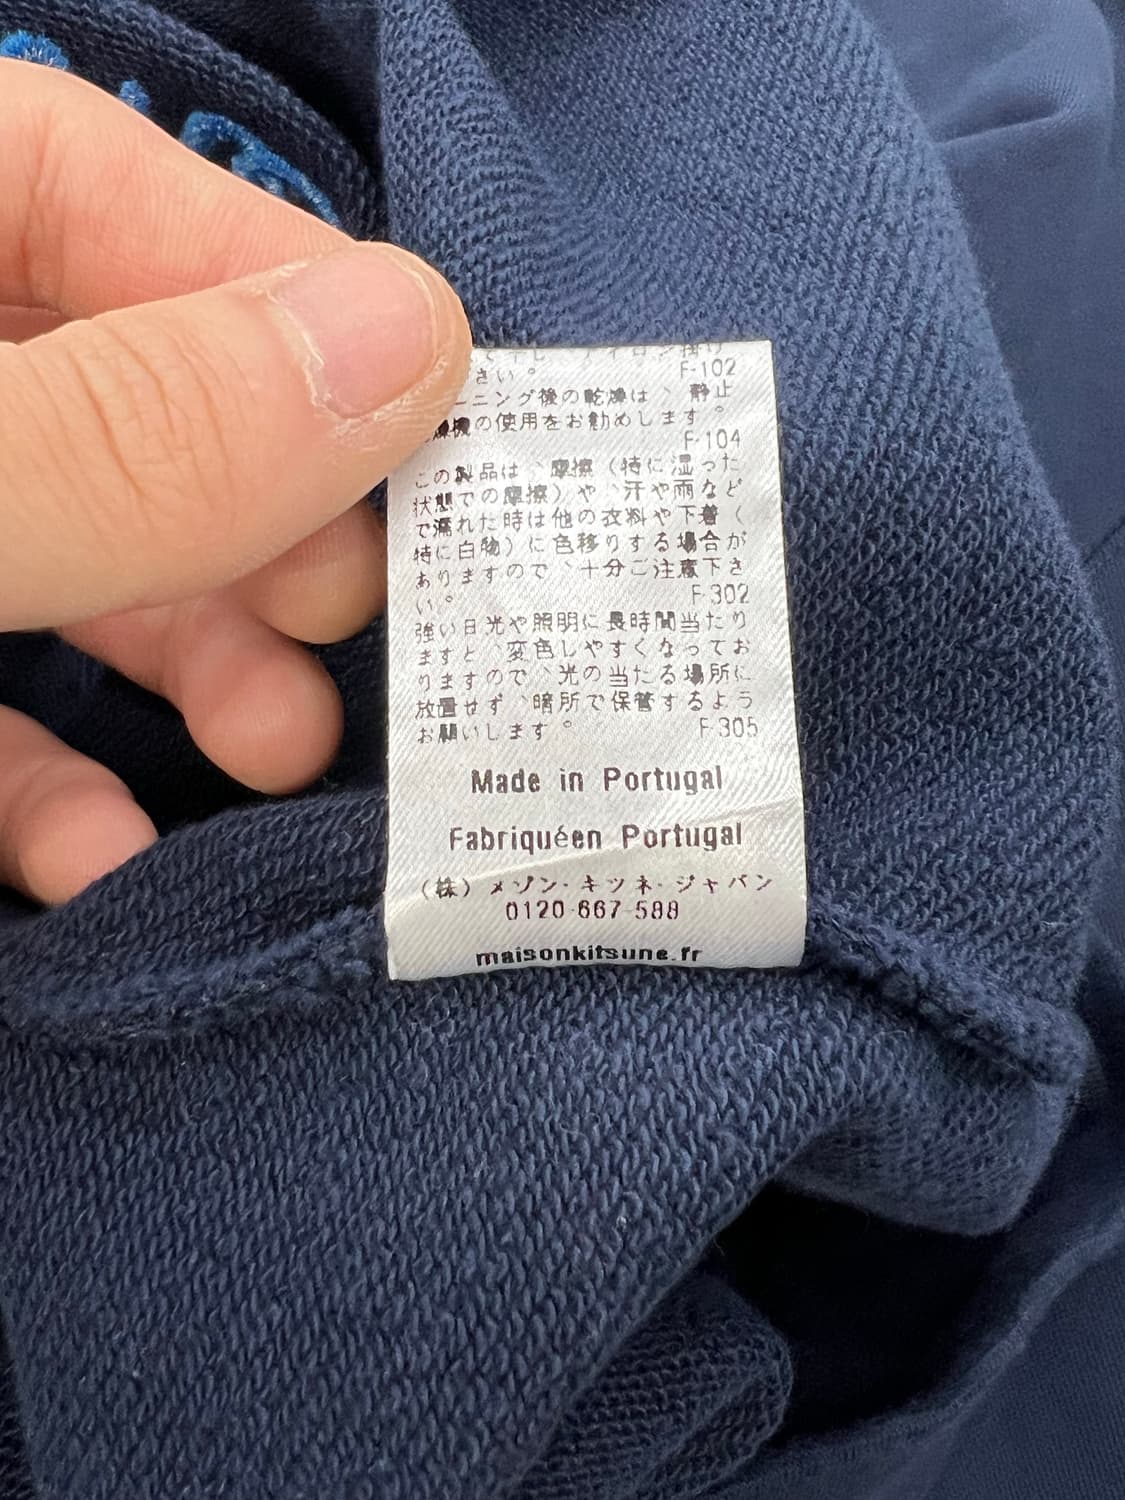 さい。 F-102
ーニング後の乾燥は、静止
燥機の使用をお勧めします。
F-104
この製品は、摩擦（特に湿った
状態での摩擦）や、汗や雨など
で濡れた時は他の衣料や下着（
特に白物）に色移りする場合が
ありますので、十分ご注意下さ
い。 F-302
強い日光や照明に長時間当たり
ますと、変色しやすくなってお
りますので、光の当たる場所に
放置せず、暗所で保管するよう
お願いします。 F-305
Made in Portugal
Fabriquéen Portugal
（株）メゾン・キツネ・ジャパン
0120-667-588
maisonkitsune.fr